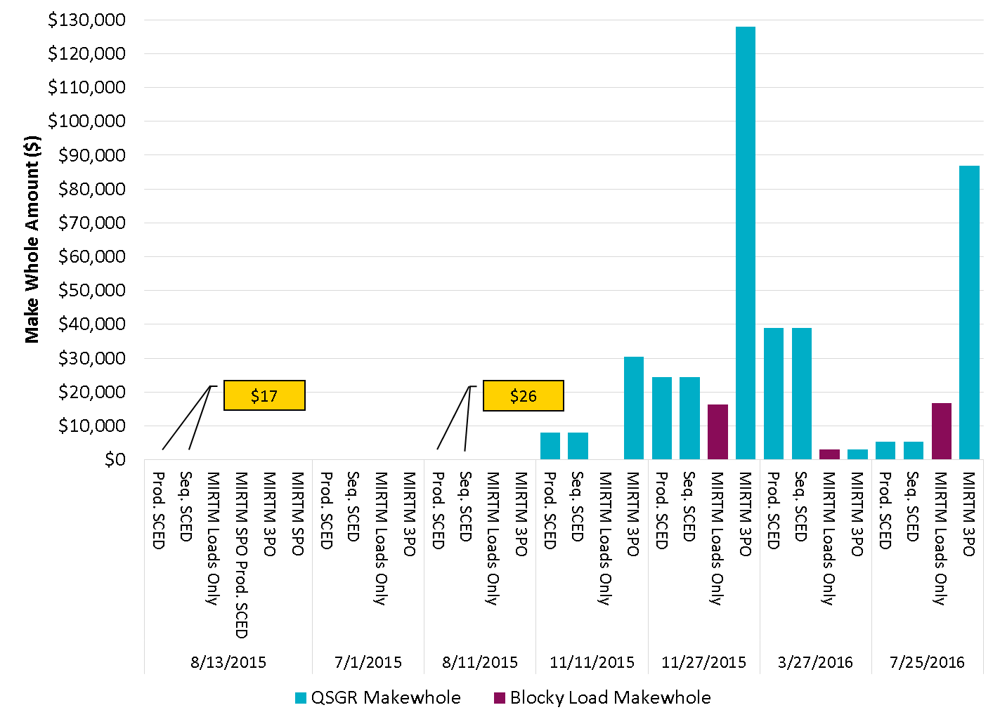 $130,000
$120,000
$110,000
$100,000
$90,000
$80,000
$70,000
$60,000
$50,000
$40,000
$30,000
$20,000
$10,000
$0
Make Whole Amount ($)
$17
$26
Prod. SCED
Seq. SCED
MIRTM Loads Only
MIRTM SPO Prod. SCED
MIRTM 3PO
MIRTM SPO
Prod. SCED
Seq. SCED
MIRTM Loads Only
MIRTM 3PO
Prod. SCED
Seq. SCED
MIRTM Loads Only
MIRTM 3PO
Prod. SCED
Seq. SCED
MIRTM Loads Only
MIRTM 3PO
Prod. SCED
Seq. SCED
MIRTM Loads Only
MIRTM 3PO
Prod. SCED
Seq. SCED
MIRTM Loads Only
MIRTM 3PO
Prod. SCED
Seq. SCED
MIRTM Loads Only
MIRTM 3PO
8/13/2015
7/1/2015
8/11/2015
11/11/2015
11/27/2015
3/27/2016
7/25/2016
QSGR Makewhole
Blocky Load Makewhole